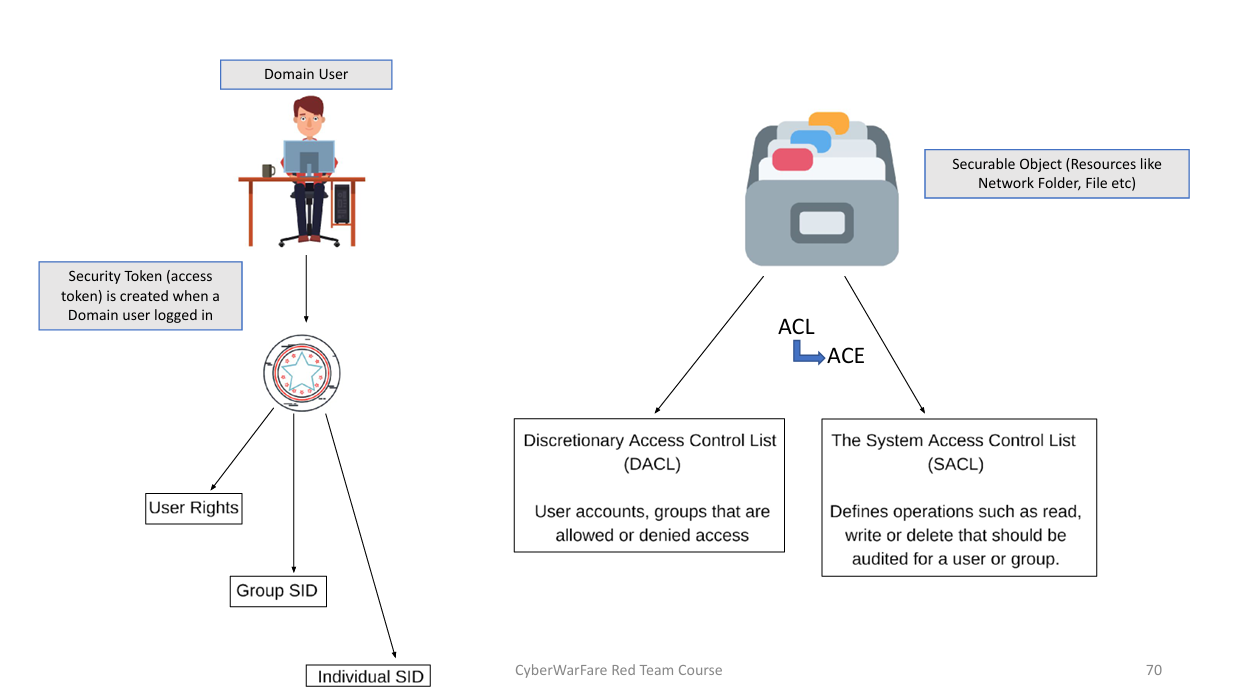 Domain User
Security Token (access
token) is created when a
Domain user logged in
User Rights
Group SID
Individual SID
Securable Object (Resources like
Network Folder, File etc)
ACL
ACE
Discretionary Access Control List
(DACL)
User accounts, groups that are
allowed or denied access
The System Access Control List
(SACL)
Defines operations such as read,
write or delete that should be
audited for a user or group.
CyberWarFare Red Team Course
70